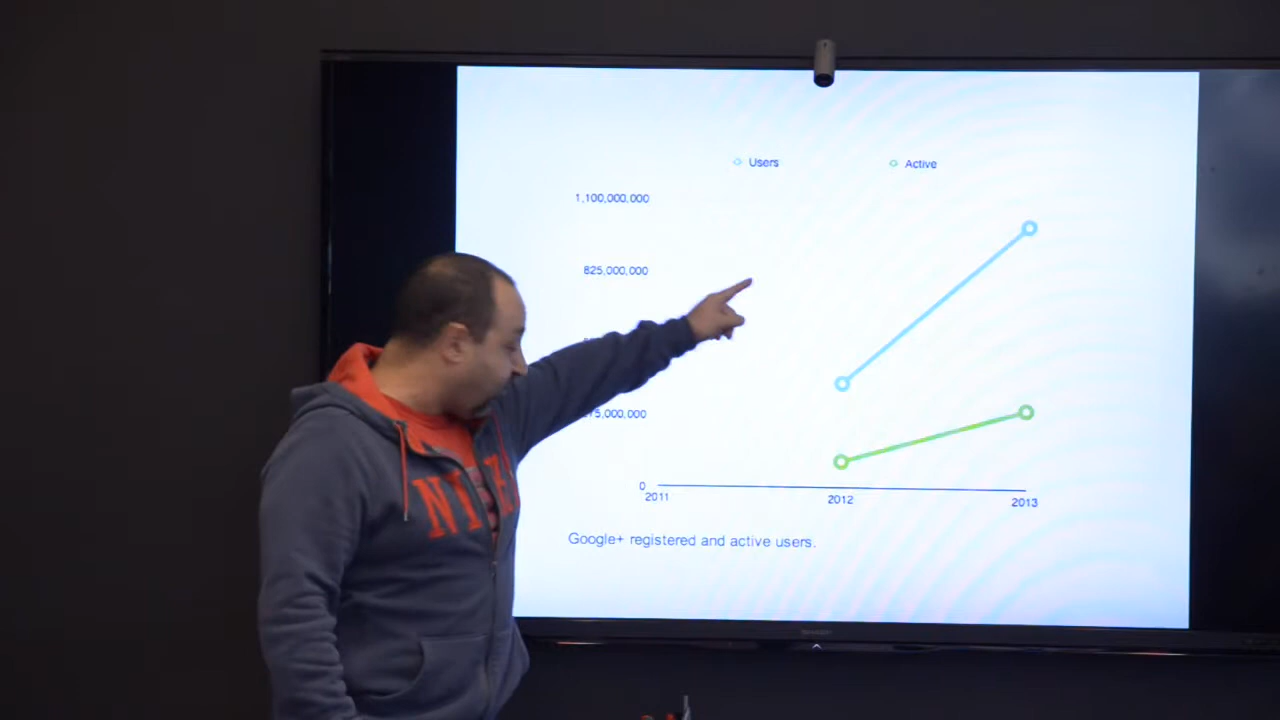 Users Active
1,100,000,000
825,000,000
75,000,000
0
2011 2012 2013
Google+ registered and active users.